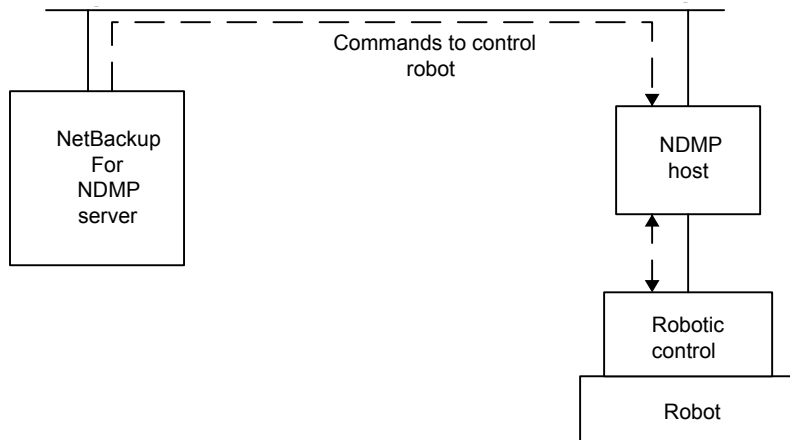 Commands to control
robot
NetBackup
For
NDMP
server
NDMP
host
Robotic
control
Robot